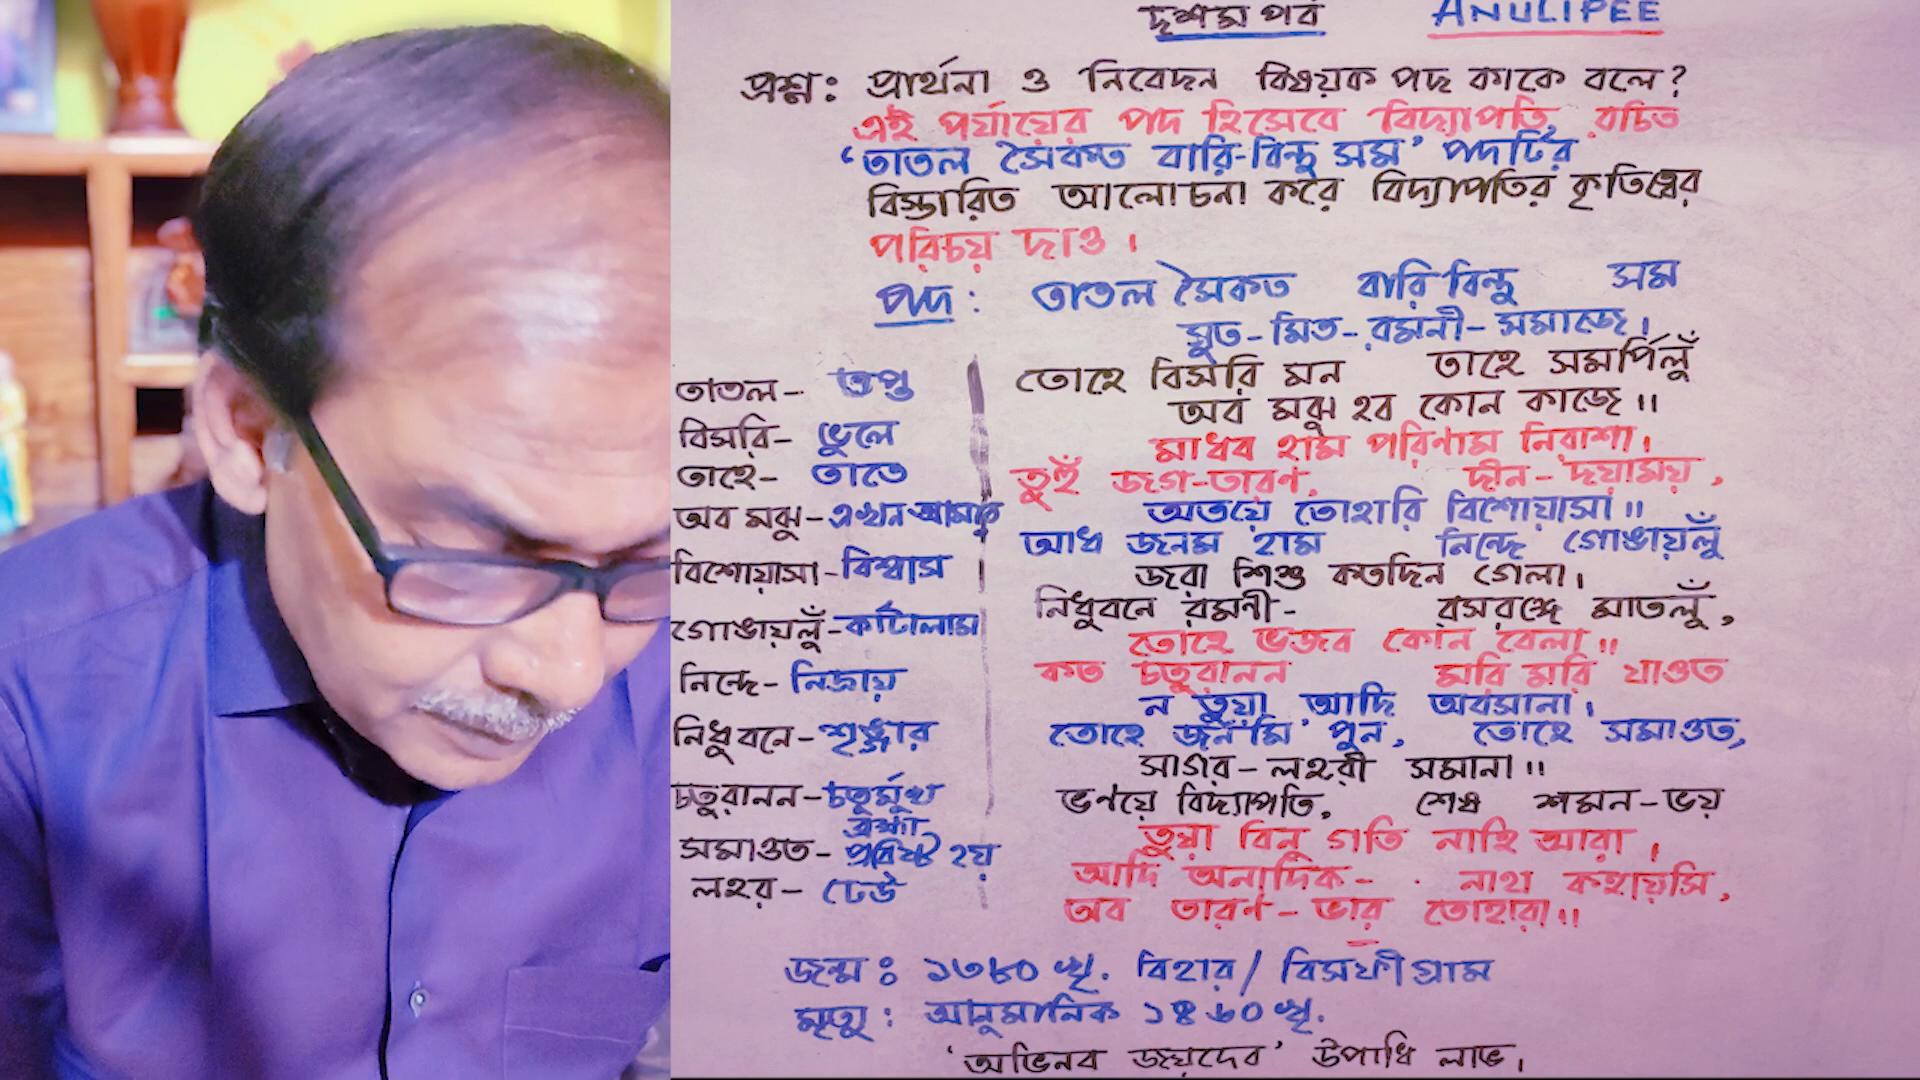 দশম পর্ব ANULIPEE
প্রশ্ন: প্রার্থনা ও নিবেদন বিষয়ক পদ কাকে বলে?
এই পর্যায়ের পদ হিসেবে বিদ্যাপতি রচিত
‘তাতল সৈকত বারি-বিন্দু সম’ পদটির
বিস্তারিত আলোচনা করে বিদ্যাপতির কৃতিত্বের
পরিচয় দাও।
পদ: তাতল সৈকত বারি বিন্দু সম
সুত-মিত-রমনী-সমাজে।
তোহে বিসরি মন তাহে সমর্পিলুঁ
অব মঝু হব কোন কাজে।।
মাধব হাম পরিণাম নিরাশা।
তুহুঁ জগ-তারণ, দীন-দয়াময়,
অতয়ে তোহারি বিশোয়াসা।।
আধ জনম হাম নিন্দে গোঙায়লুঁ
জরা শিশু কতদিন গেলা।
নিধুবনে রমণী- রসরঙ্গে মাতলুঁ,
তোহে ভজব কোন বেলা।।
কত চতুরানন মরি মরি যাওত
ন তুয়া আদি অবসানা।
তোহে জনমি পুন, তোহে সমাওত,
সাগর-লহরী সমানা।।
ভণয়ে বিদ্যাপতি, শেষ শমন-ভয়
তুয়া বিনু গতি নাহি আরা।
আদি অনাদিক- নাথ কহায়সি,
অব তারণ-ভার তোহারা।।
তাতল- তপ্ত
বিসরি- ভুলে
তাহে- তাতে
অব মঝু-এখন আমার
বিশোয়াসা-বিশ্বাস
গোঙায়লুঁ-কাটালাম
নিন্দে-নিদ্রায়
নিধুবনে-শৃঙ্গার
চতুরানন-চতুর্মুখ
ব্রহ্মা
সমাওত-প্রবিষ্ট হয়
লহর- ঢেউ
জন্ম: ১৩৮০ খৃ. বিহার/ বিসফী গ্রাম
মৃত্যু: আনুমানিক ১৪৬০ খৃ.
‘অভিনব জয়দেব’ উপাধি লাভ।